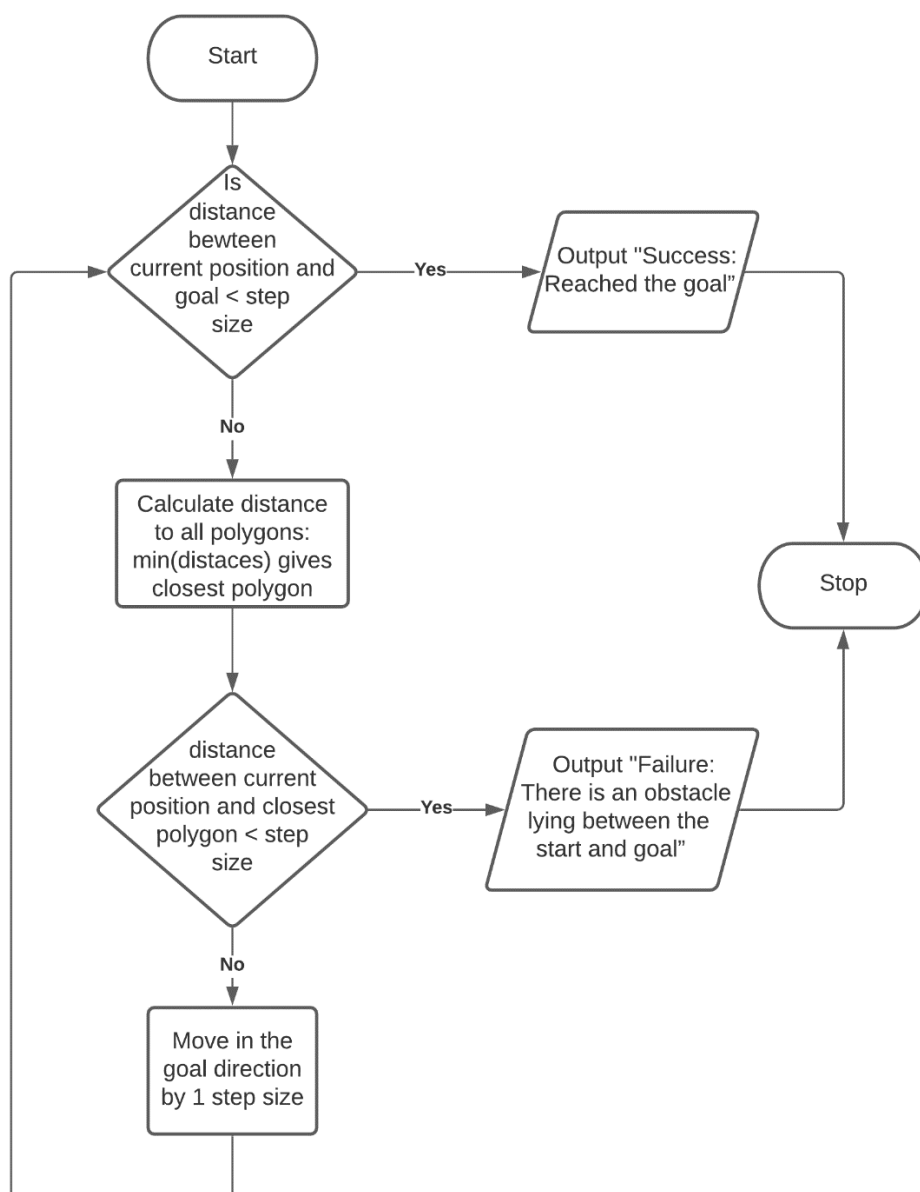 Start
Is
distance
bewteen
current position and
goal < step
size
Yes
Output "Success:
Reached the goal”
No
Calculate distance
to all polygons:
min(distaces) gives
closest polygon
Stop
distance
between current
position and closest
polygon < step
size
Yes
Output "Failure:
There is an obstacle
lying between the
start and goal”
No
Move in the
goal direction
by 1 step size